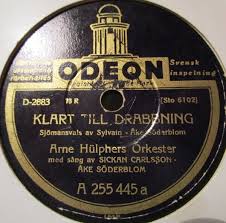 Svensk
inspelning
ODEON
D-2883
18 R
[Sto 6102]
KLART TILL DRABBNING
Sjömansvals av Sylvain - Åke Söderblom
Arne Hülphers Orkester
med sång av SICKAN CARLSSON -
ÅKE SÖDERBLOM
A 255 445 a